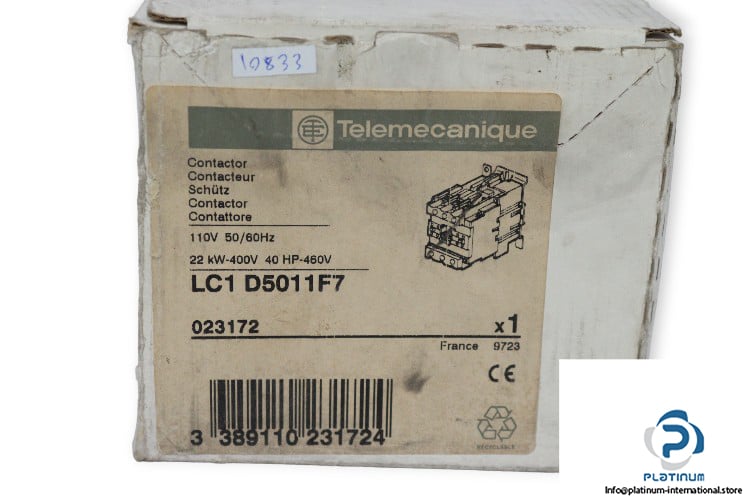 10833
Telemecanique
Contactor
Contacteur
Schütz
Contactor
Contattore
110V 50/60Hz
22 kW-400V 40 HP-460V
LC1 D5011F7
023172 x1
France 9723
CE
3 389110 231724
RECYCLABLE
PLATINUM
Info@platinum-international.store